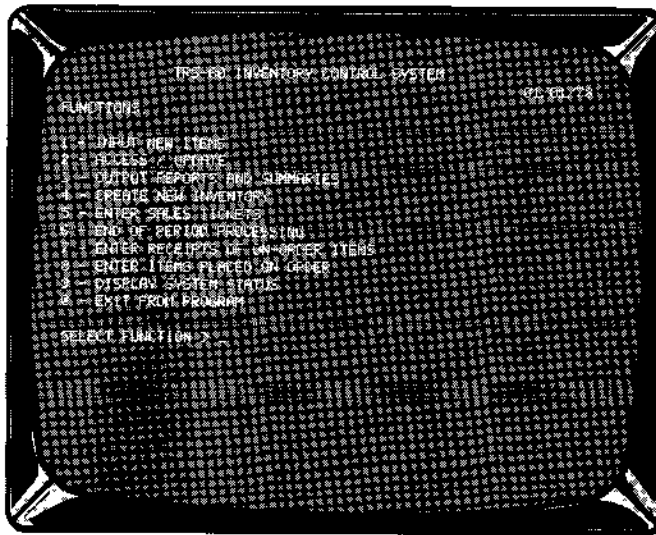 TRS-80 INVENTORY CONTROL SYSTEM
FUNCTIONS
1 - INPUT NEW ITEMS
2 - ACCESS / UPDATE
- OUTPUT REPORTS AND SUMMARIES
4 - CREATE NEW INVENTORY
5 - ENTER SALES TICKETS
6 - END OF PERIOD PROCESSING
7 - ENTER RECEIPTS OF ON-ORDER ITEMS
8 - ENTER ITEMS PLACED ON ORDER
9 - DISPLAY SYSTEM STATUS
0 - EXIT FROM PROGRAM
SELECT FUNCTION > _